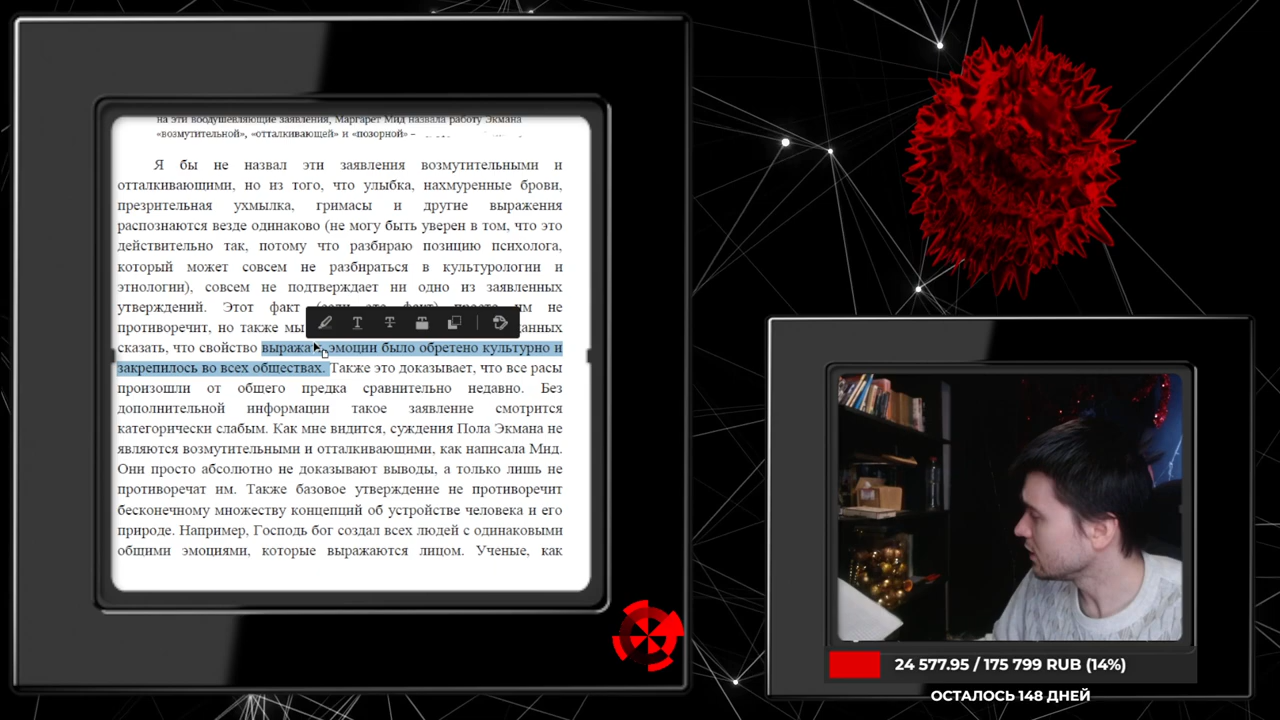 на эти воодушевляющие заявления, Маргарет Мид назвала работу Экмана
«возмутительной», «отталкивающей» и «позорной» –
Я бы не назвал эти заявления возмутительными и
отталкивающими, но из того, что улыбка, нахмуренные брови,
презрительная ухмылка, гримасы и другие выражения
распознаются везде одинаково (не могу быть уверен в том, что это
действительно так, потому что разбираю позицию психолога,
который может совсем не разбираться в культурологии и
этнологии), совсем не подтверждает ни одно из заявленных
утверждений. Этот факт (если это факт) просто им не
противоречит, но также мы
сказать, что свойство выражать эмоции было обретено культурно и
закрепилось во всех обществах. Также это доказывает, что все расы
произошли от общего предка сравнительно недавно. Без
дополнительной информации такое заявление смотрится
категорически слабым. Как мне видится, суждения Пола Экмана не
являются возмутительными и отталкивающими, как написала Мид.
Они просто абсолютно не доказывают выводы, а только лишь не
противоречат им. Также базовое утверждение не противоречит
бесконечному множеству концепций об устройстве человека и его
природе. Например, Господь бог создал всех людей с одинаковыми
общими эмоциями, которые выражаются лицом. Ученые, как
24 577.95 / 175 799 RUB (14%)
ОСТАЛОСЬ 148 ДНЕЙ